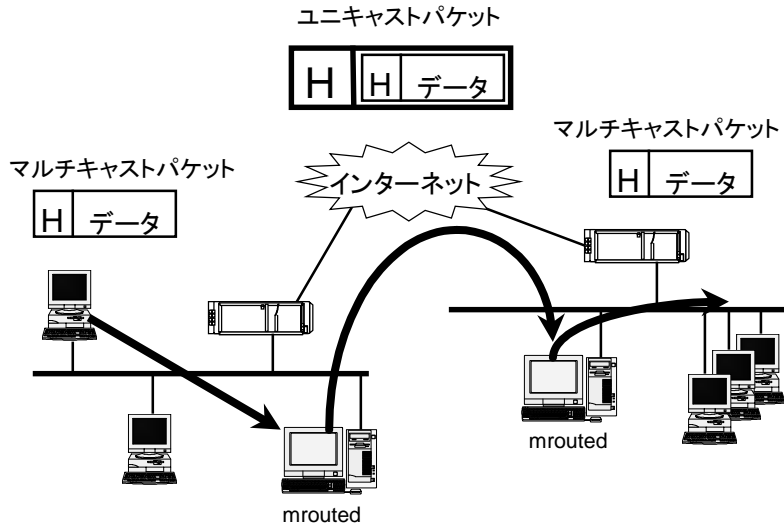 ユニキャストパケット
H H データ
マルチキャストパケット
H データ
マルチキャストパケット
H データ
インターネット
mrouted
mrouted